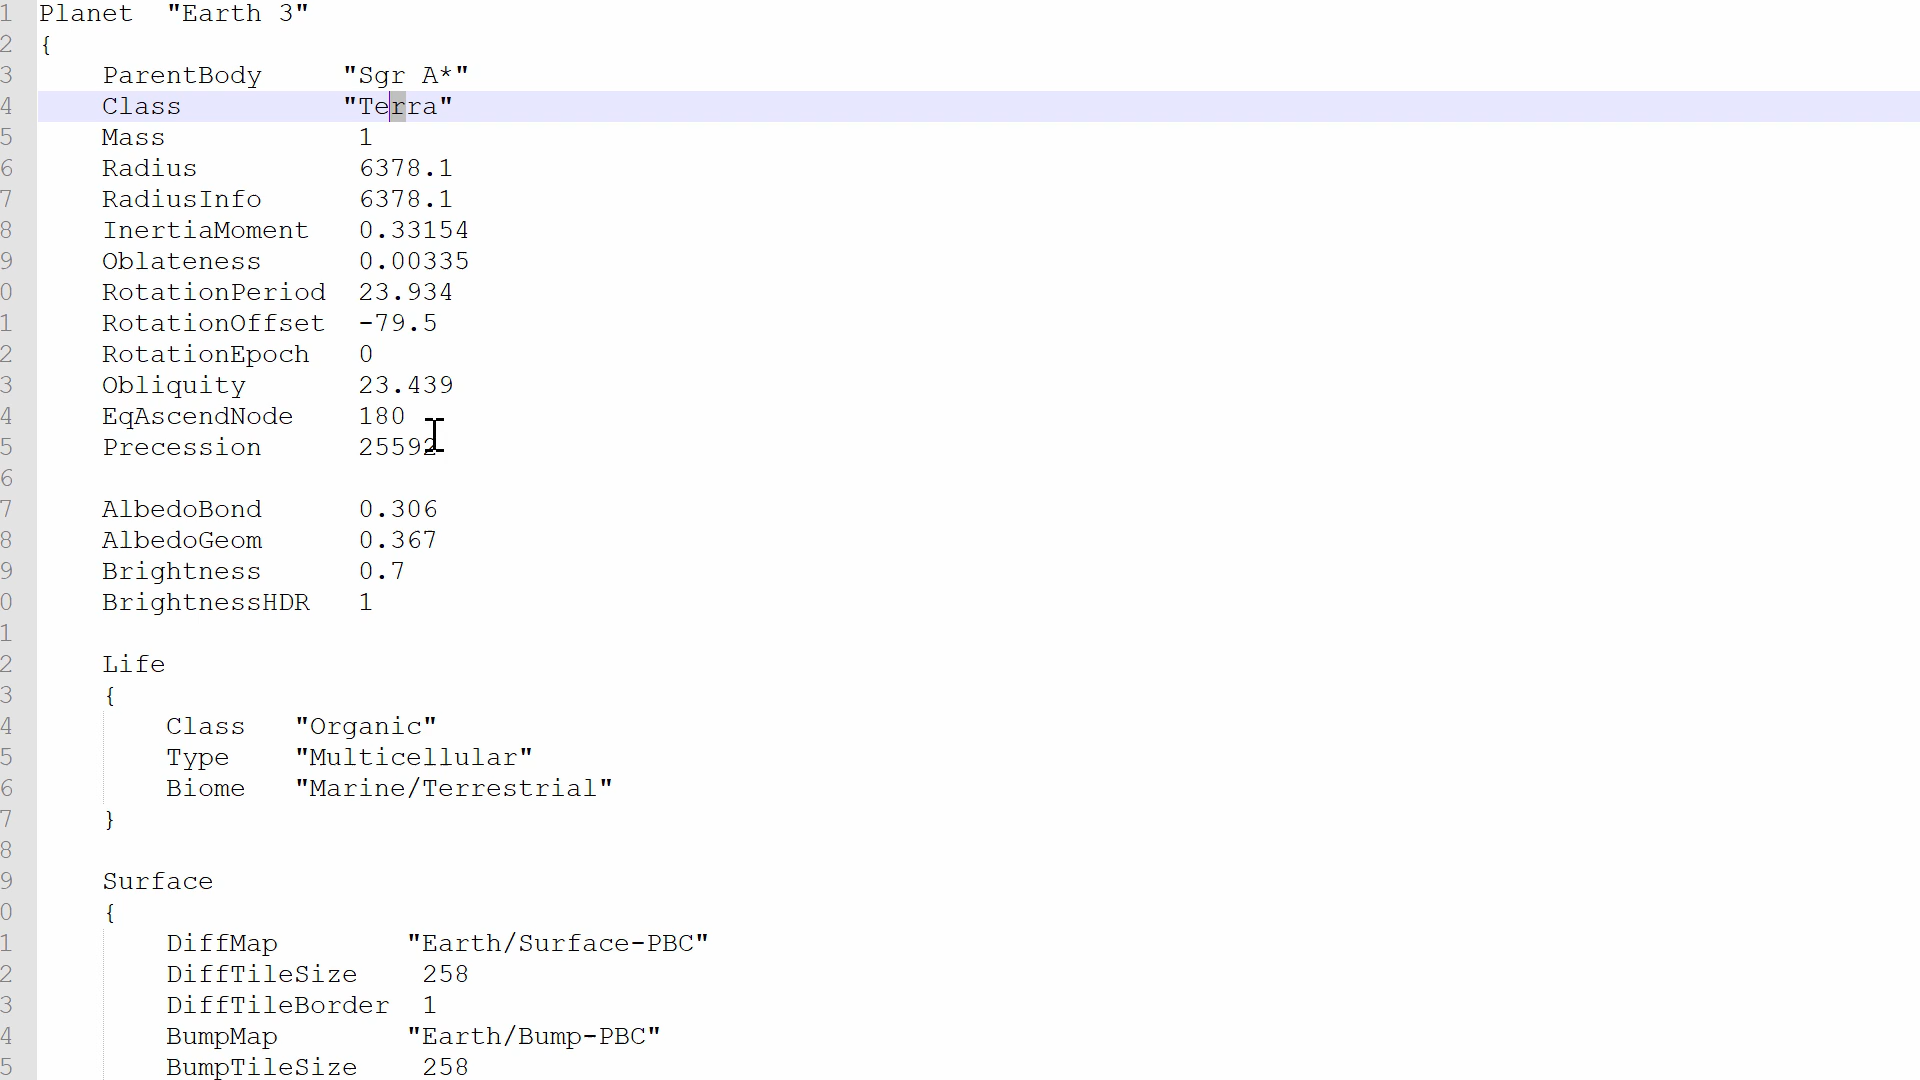 1 Planet "Earth 3"
2 {
3 ParentBody "Sgr A*"
4 Class "Terra"
5 Mass 1
6 Radius 6378.1
7 RadiusInfo 6378.1
8 InertiaMoment 0.33154
9 Oblateness 0.00335
0 RotationPeriod 23.934
1 RotationOffset -79.5
2 RotationEpoch 0
3 Obliquity 23.439
4 EqAscendNode 180
5 Precession 25592
6
7 AlbedoBond 0.306
8 AlbedoGeom 0.367
9 Brightness 0.7
0 BrightnessHDR 1
1
2 Life
3 {
4 Class "Organic"
5 Type "Multicellular"
6 Biome "Marine/Terrestrial"
7 }
8
9 Surface
0 {
1 DiffMap "Earth/Surface-PBC"
2 DiffTileSize 258
3 DiffTileBorder 1
4 BumpMap "Earth/Bump-PBC"
5 BumpTileSize 258